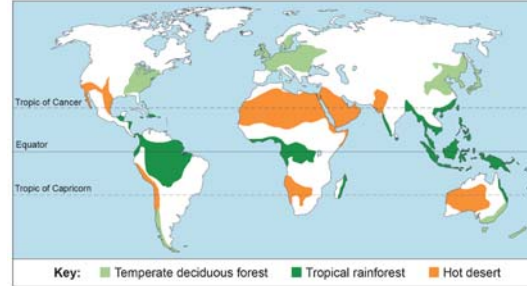 Tropic of Cancer
Equator
Tropic of Capricorn
Key: Temperate deciduous forest Tropical rainforest Hot desert